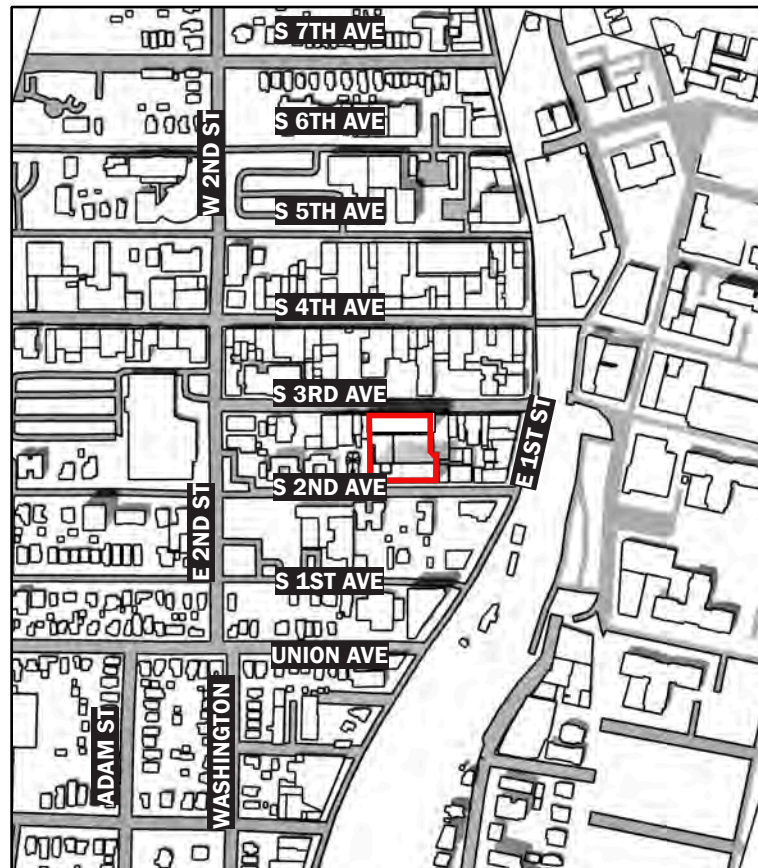 S 7TH AVE
S 6TH AVE
W 2ND ST
S 5TH AVE
S 4TH AVE
S 3RD AVE
E 1ST ST
S 2ND AVE
E 2ND ST
S 1ST AVE
UNION AVE
ADAM ST
WASHINGTON